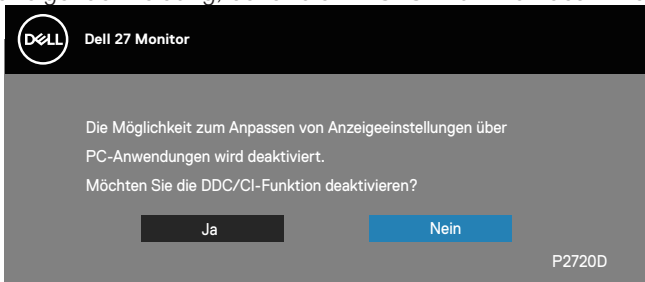 DELL Dell 27 Monitor
Die Möglichkeit zum Anpassen von Anzeigeeinstellungen über
PC-Anwendungen wird deaktiviert.
Möchten Sie die DDC/CI-Funktion deaktivieren?
Ja Nein
P2720D